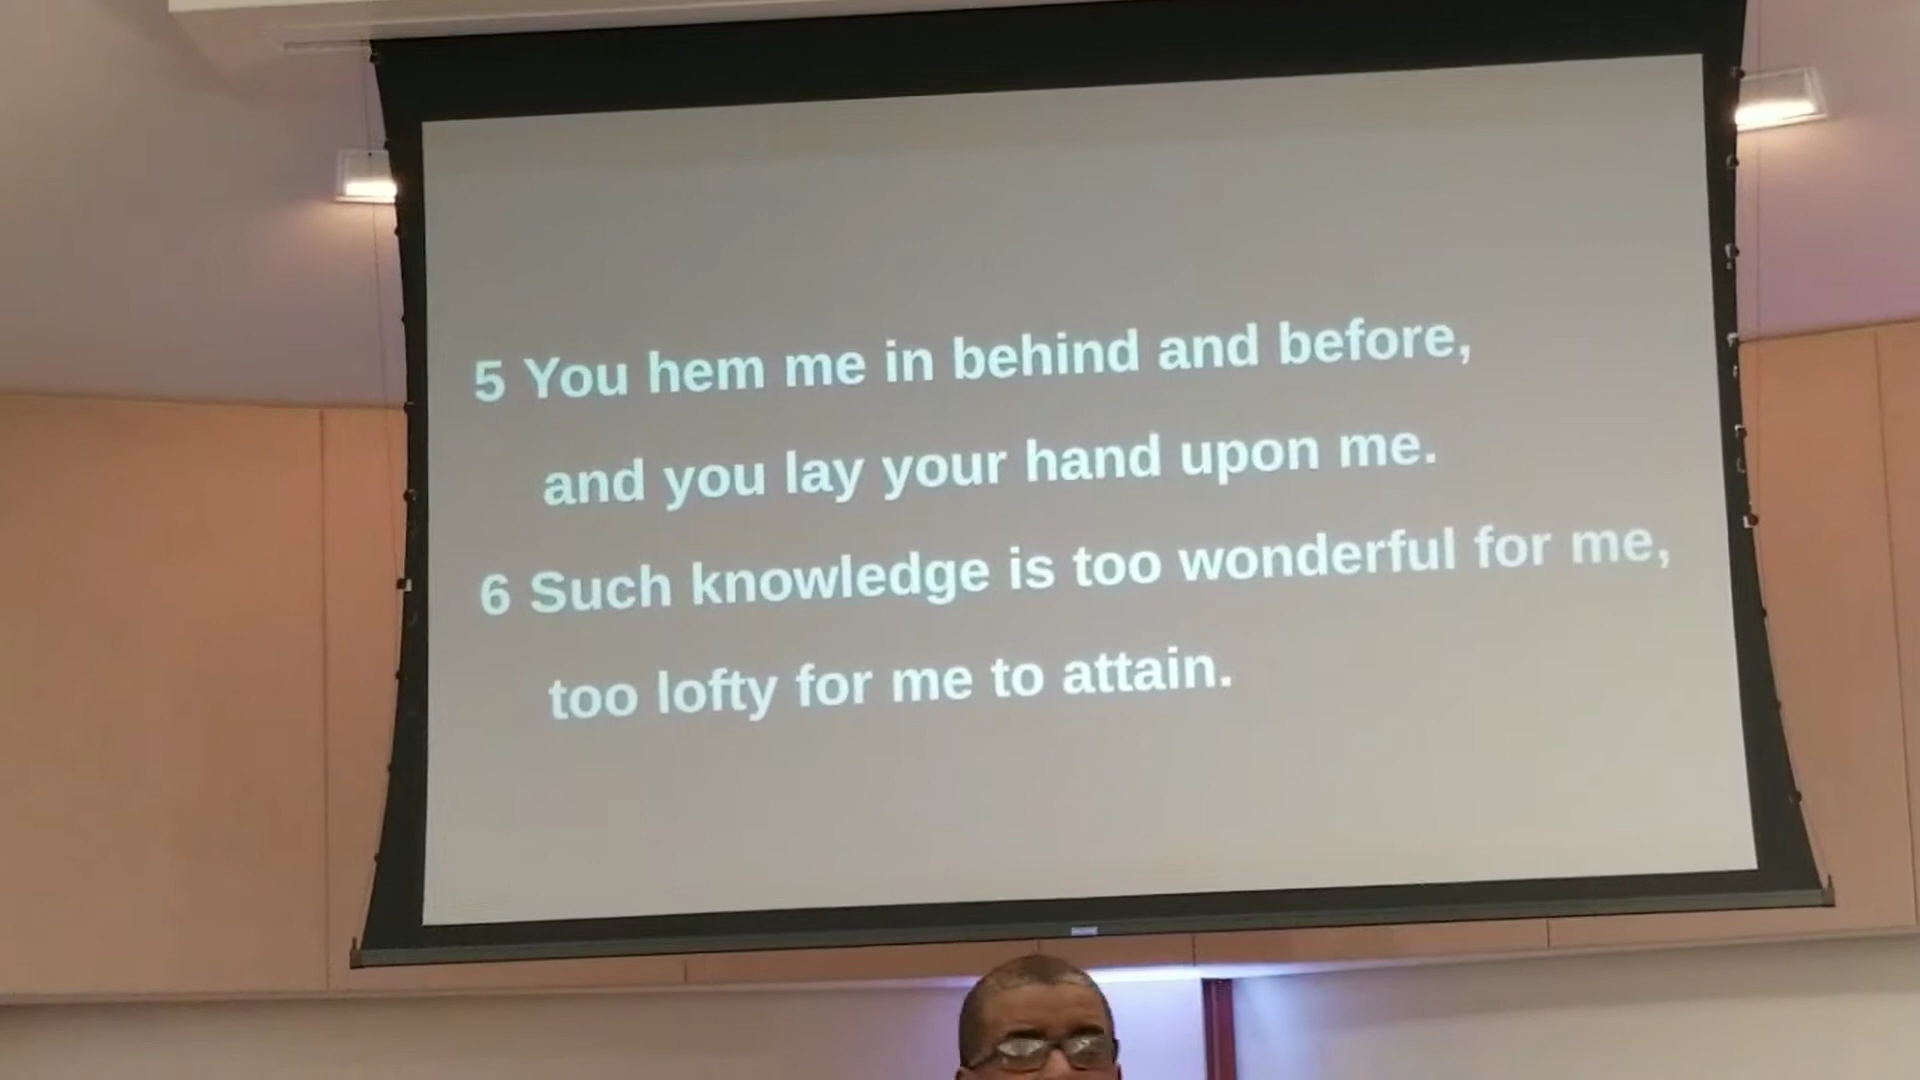 5 You hem me in behind and before,
and you lay your hand upon me.
6 Such knowledge is too wonderful for me,
too lofty for me to attain.